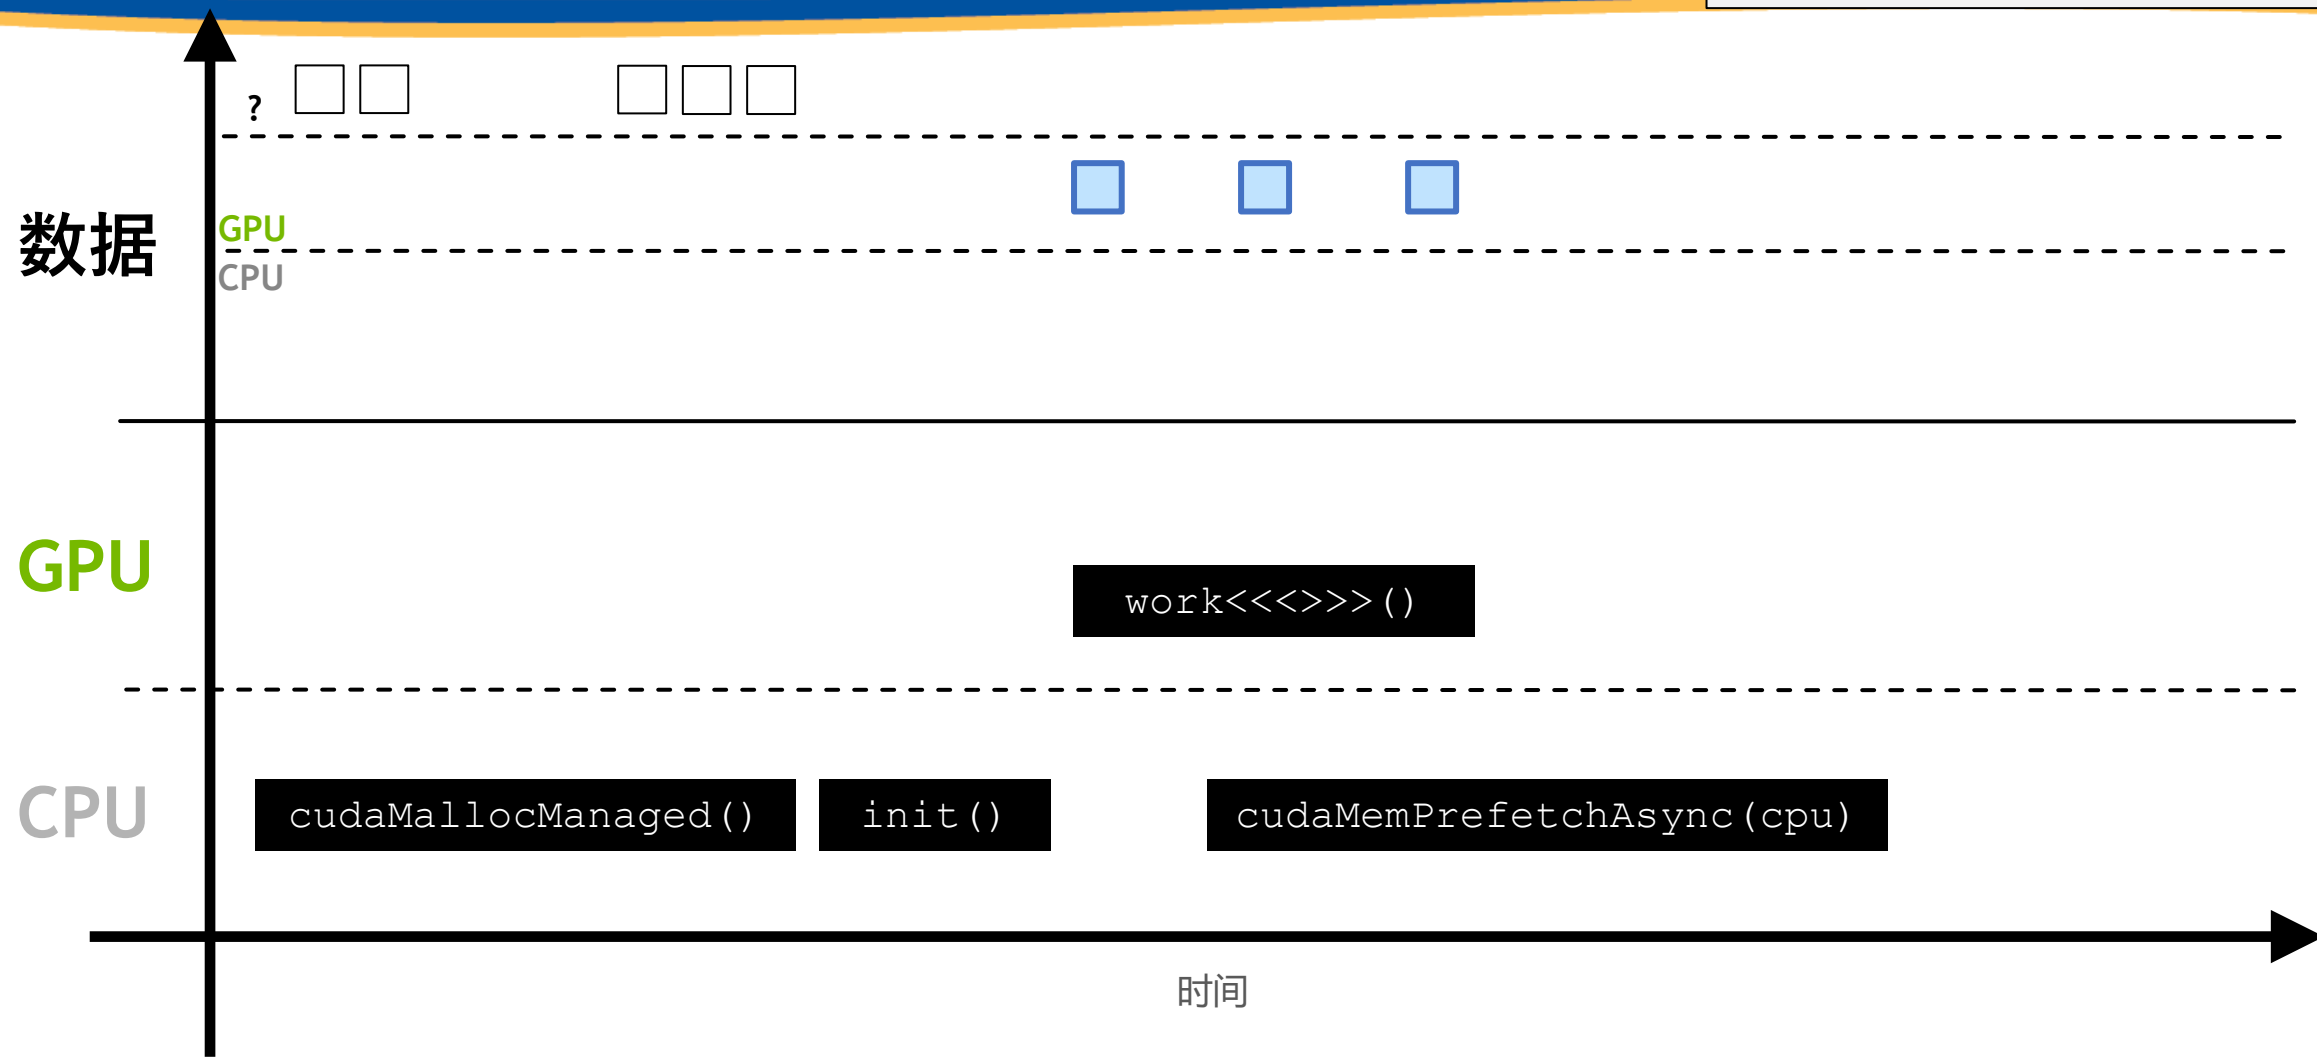 ?
数据
GPU
CPU
GPU
work<<<>>>()
CPU
cudaMallocManaged()
init()
cudaMemPrefetchAsync(cpu)
时间